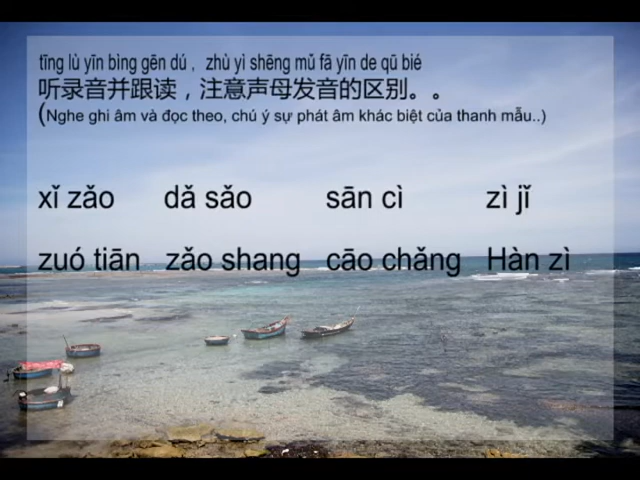 tīng lù yīn bìng gēn dú , zhù yì shēng mǔ fā yīn de qū bié
听录音并跟读，注意声母发音的区别。。
(Nghe ghi âm và đọc theo, chú ý sự phát âm khác biệt của thanh mẫu..)
xǐ zǎo dǎ sǎo sān cì zì jǐ
zuó tiān zǎo shang cāo chǎng Hàn zì